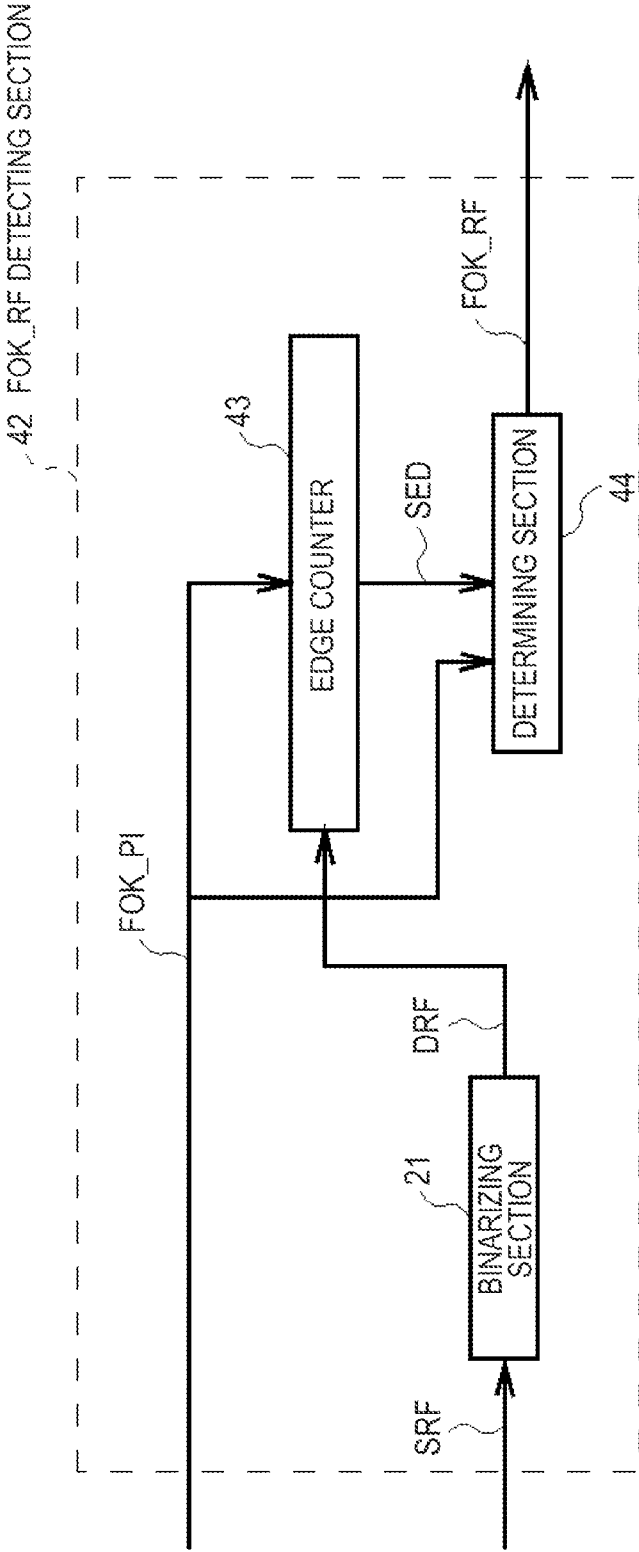 42 FOK_RF DETECTING SECTION
FOK_PI
43
EDGE COUNTER
SED
FOK_RF
DETERMINING SECTION
44
DRF
21
BINARIZING
SECTION
SRF